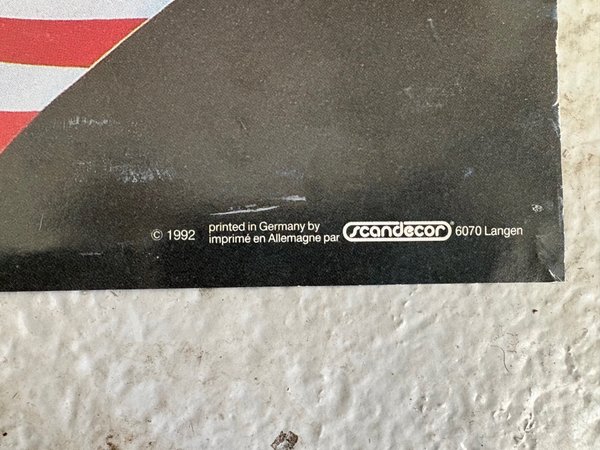 © 1992 printed in Germany by
imprimé en Allemagne par scandecor® 6070 Langen